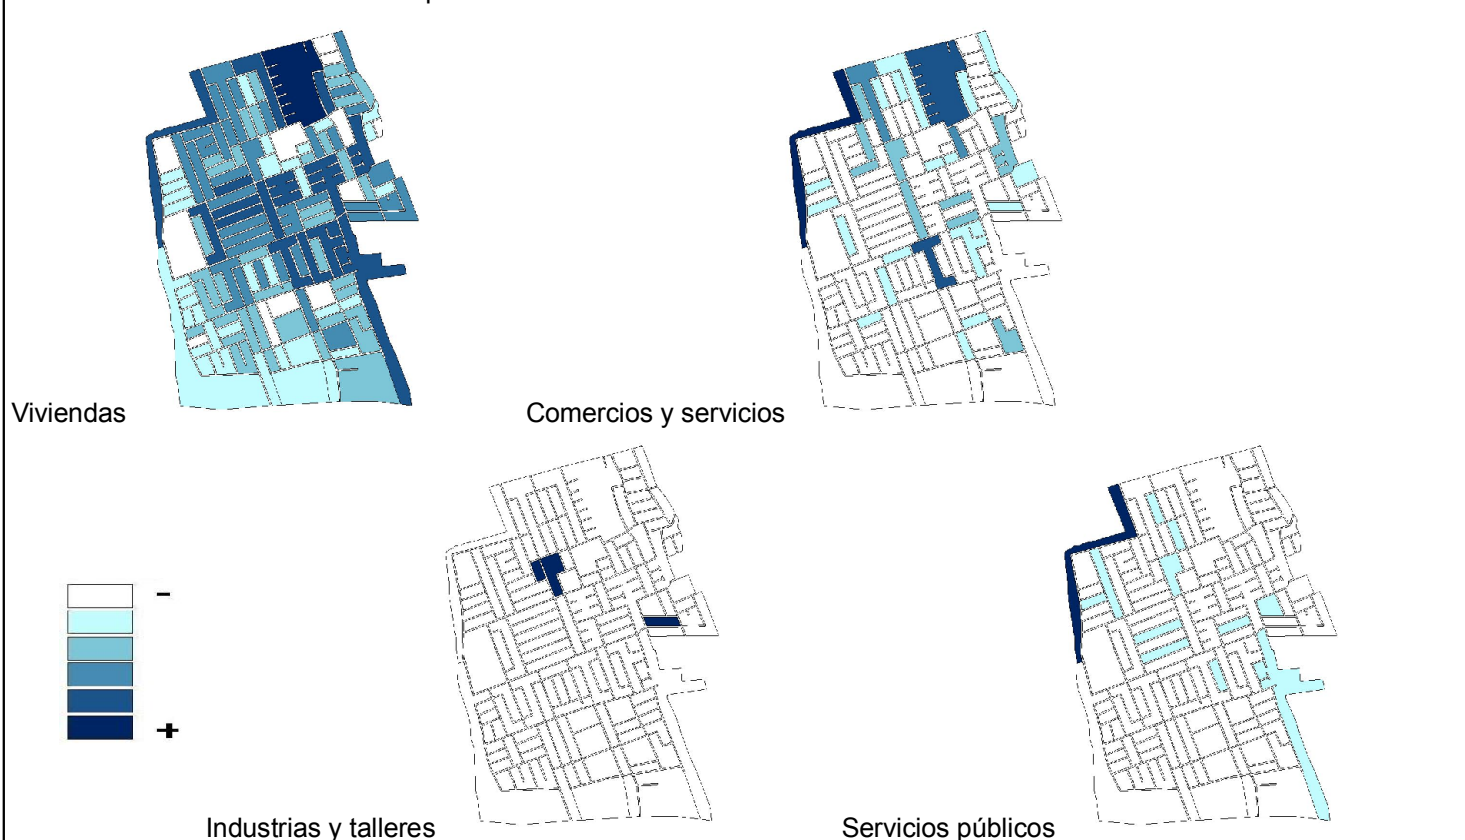 Viviendas
Comercios y servicios
-
+
Industrias y talleres
Servicios públicos